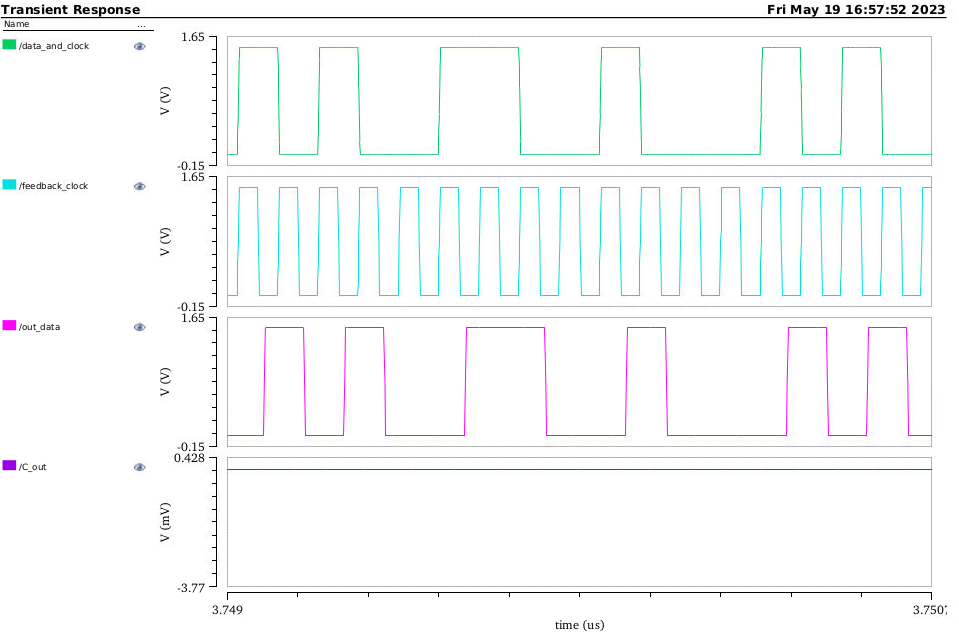 Transient Response Fri May 19 16:57:52 2023
Name ...
/data_and_clock
1.65
V (V)
-0.15
/feedback_clock
1.65
V (V)
-0.15
/out_data
1.65
V (V)
-0.15
/C_out
0.428
V (mV)
-3.77
3.749 3.750
time (us)